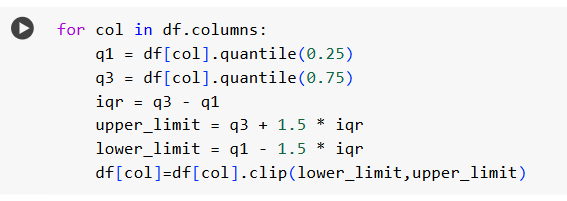 for col in df.columns:
    q1 = df[col].quantile(0.25)
    q3 = df[col].quantile(0.75)
    iqr = q3 - q1
    upper_limit = q3 + 1.5 * iqr
    lower_limit = q1 - 1.5 * iqr
    df[col]=df[col].clip(lower_limit,upper_limit)